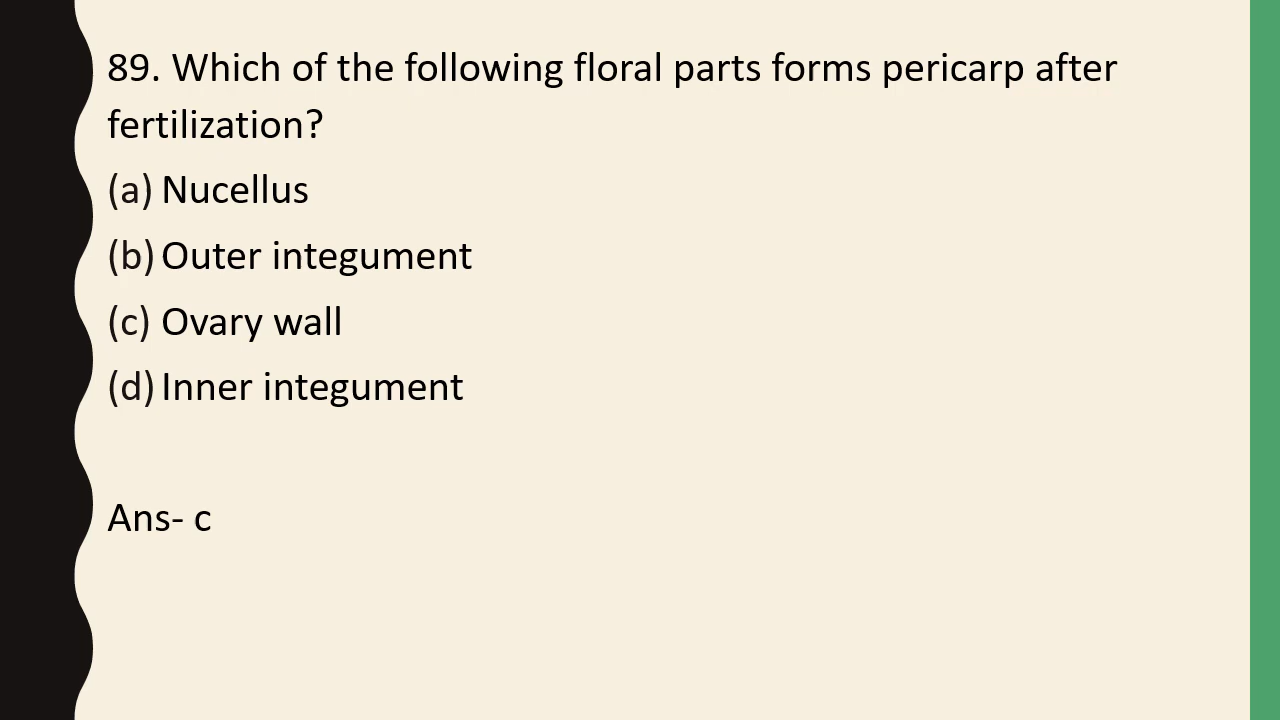 89. Which of the following floral parts forms pericarp after
fertilization?
(a) Nucellus
(b) Outer integument
(c) Ovary wall
(d) Inner integument
Ans- c